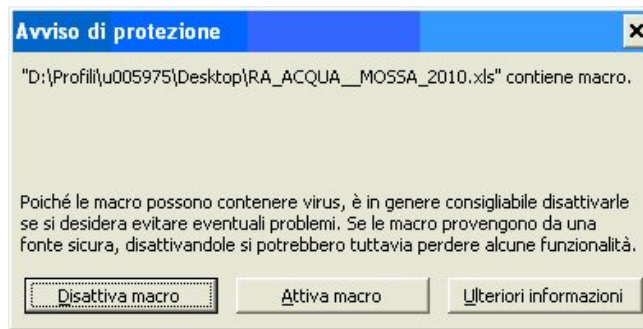 Avviso di protezione
"D:\Profili\u005975\Desktop\RA_ACQUA__MOSSA_2010.xls" contiene macro.
Poiché le macro possono contenere virus, è in genere consigliabile disattivarle
se si desidera evitare eventuali problemi. Se le macro provengono da una
fonte sicura, disattivandole si potrebbero tuttavia perdere alcune funzionalità.
Disattiva macro Attiva macro Ulteriori informazioni